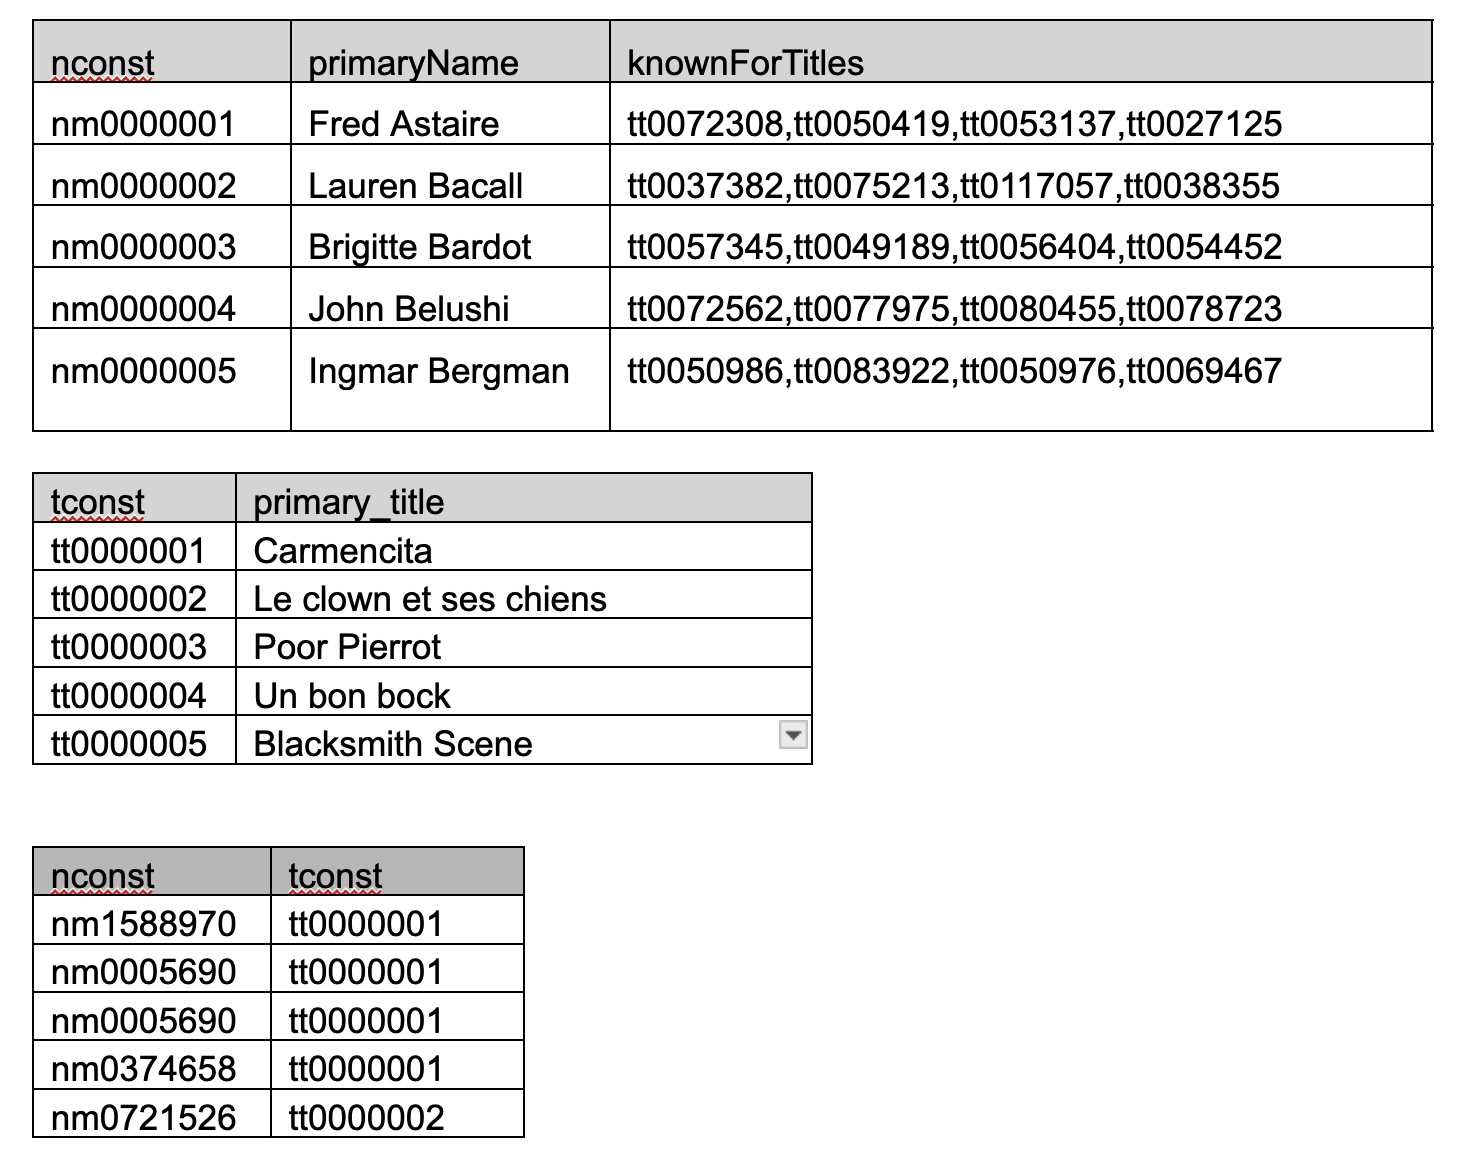 nconst primaryName knownForTitles
nm0000001 Fred Astaire tt0072308,tt0050419,tt0053137,tt0027125
nm0000002 Lauren Bacall tt0037382,tt0075213,tt0117057,tt0038355
nm0000003 Brigitte Bardot tt0057345,tt0049189,tt0056404,tt0054452
nm0000004 John Belushi tt0072562,tt0077975,tt0080455,tt0078723
nm0000005 Ingmar Bergman tt0050986,tt0083922,tt0050976,tt0069467
tconst primary_title
tt0000001 Carmencita
tt0000002 Le clown et ses chiens
tt0000003 Poor Pierrot
tt0000004 Un bon bock
tt0000005 Blacksmith Scene
nconst tconst
nm1588970 tt0000001
nm0005690 tt0000001
nm0005690 tt0000001
nm0374658 tt0000001
nm0721526 tt0000002